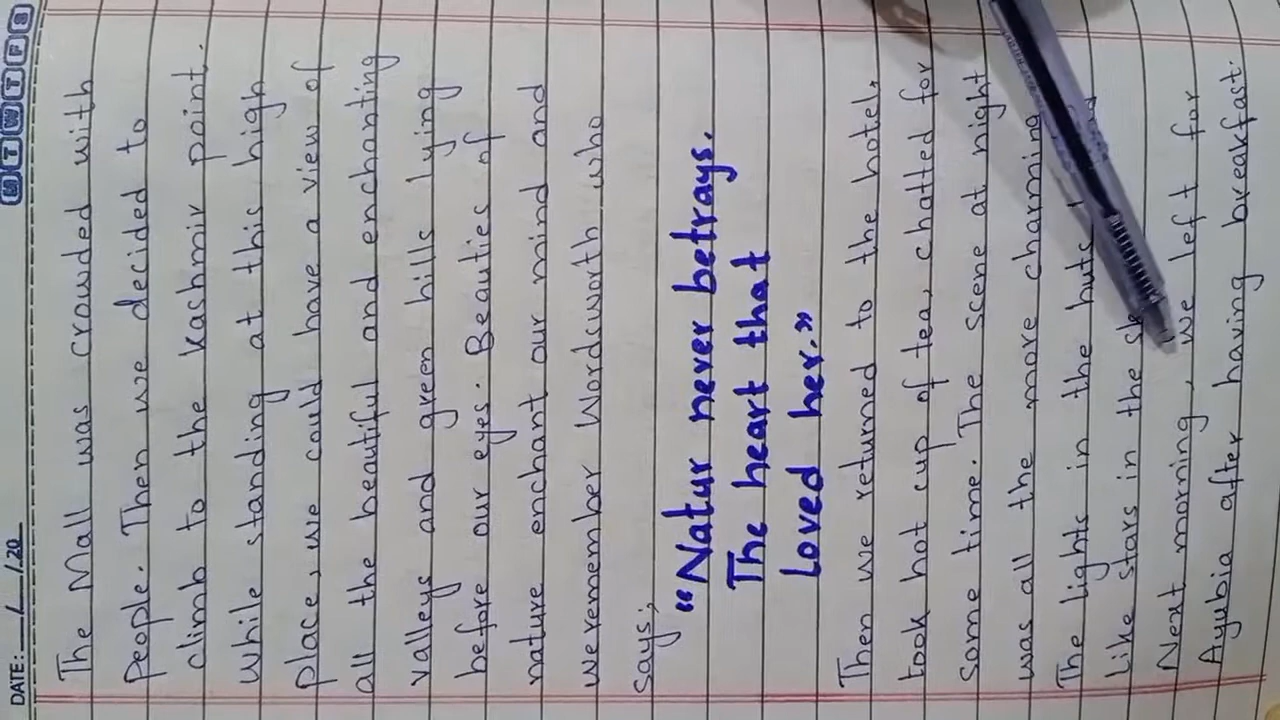 M T W T F S
DATE: __/__/20
The Mall was crowded with
People. Then we decided to
climb to the Kashmir point.
While standing at this high
place, we could have a view of
all the beautiful and enchanting
valleys and green hills lying
before our eyes. Beauties of
nature enchant our mind and
we remember Wordsworth who
says;
"Natur never betrays.
The heart that
Loved her."
Then we returned to the hotel,
took hot cup of tea, chatted for
some time. The scene at night
was all the more charming
The lights in the huts
Like stars in the
Next morning, we left for
Ayubia after having breakfast.